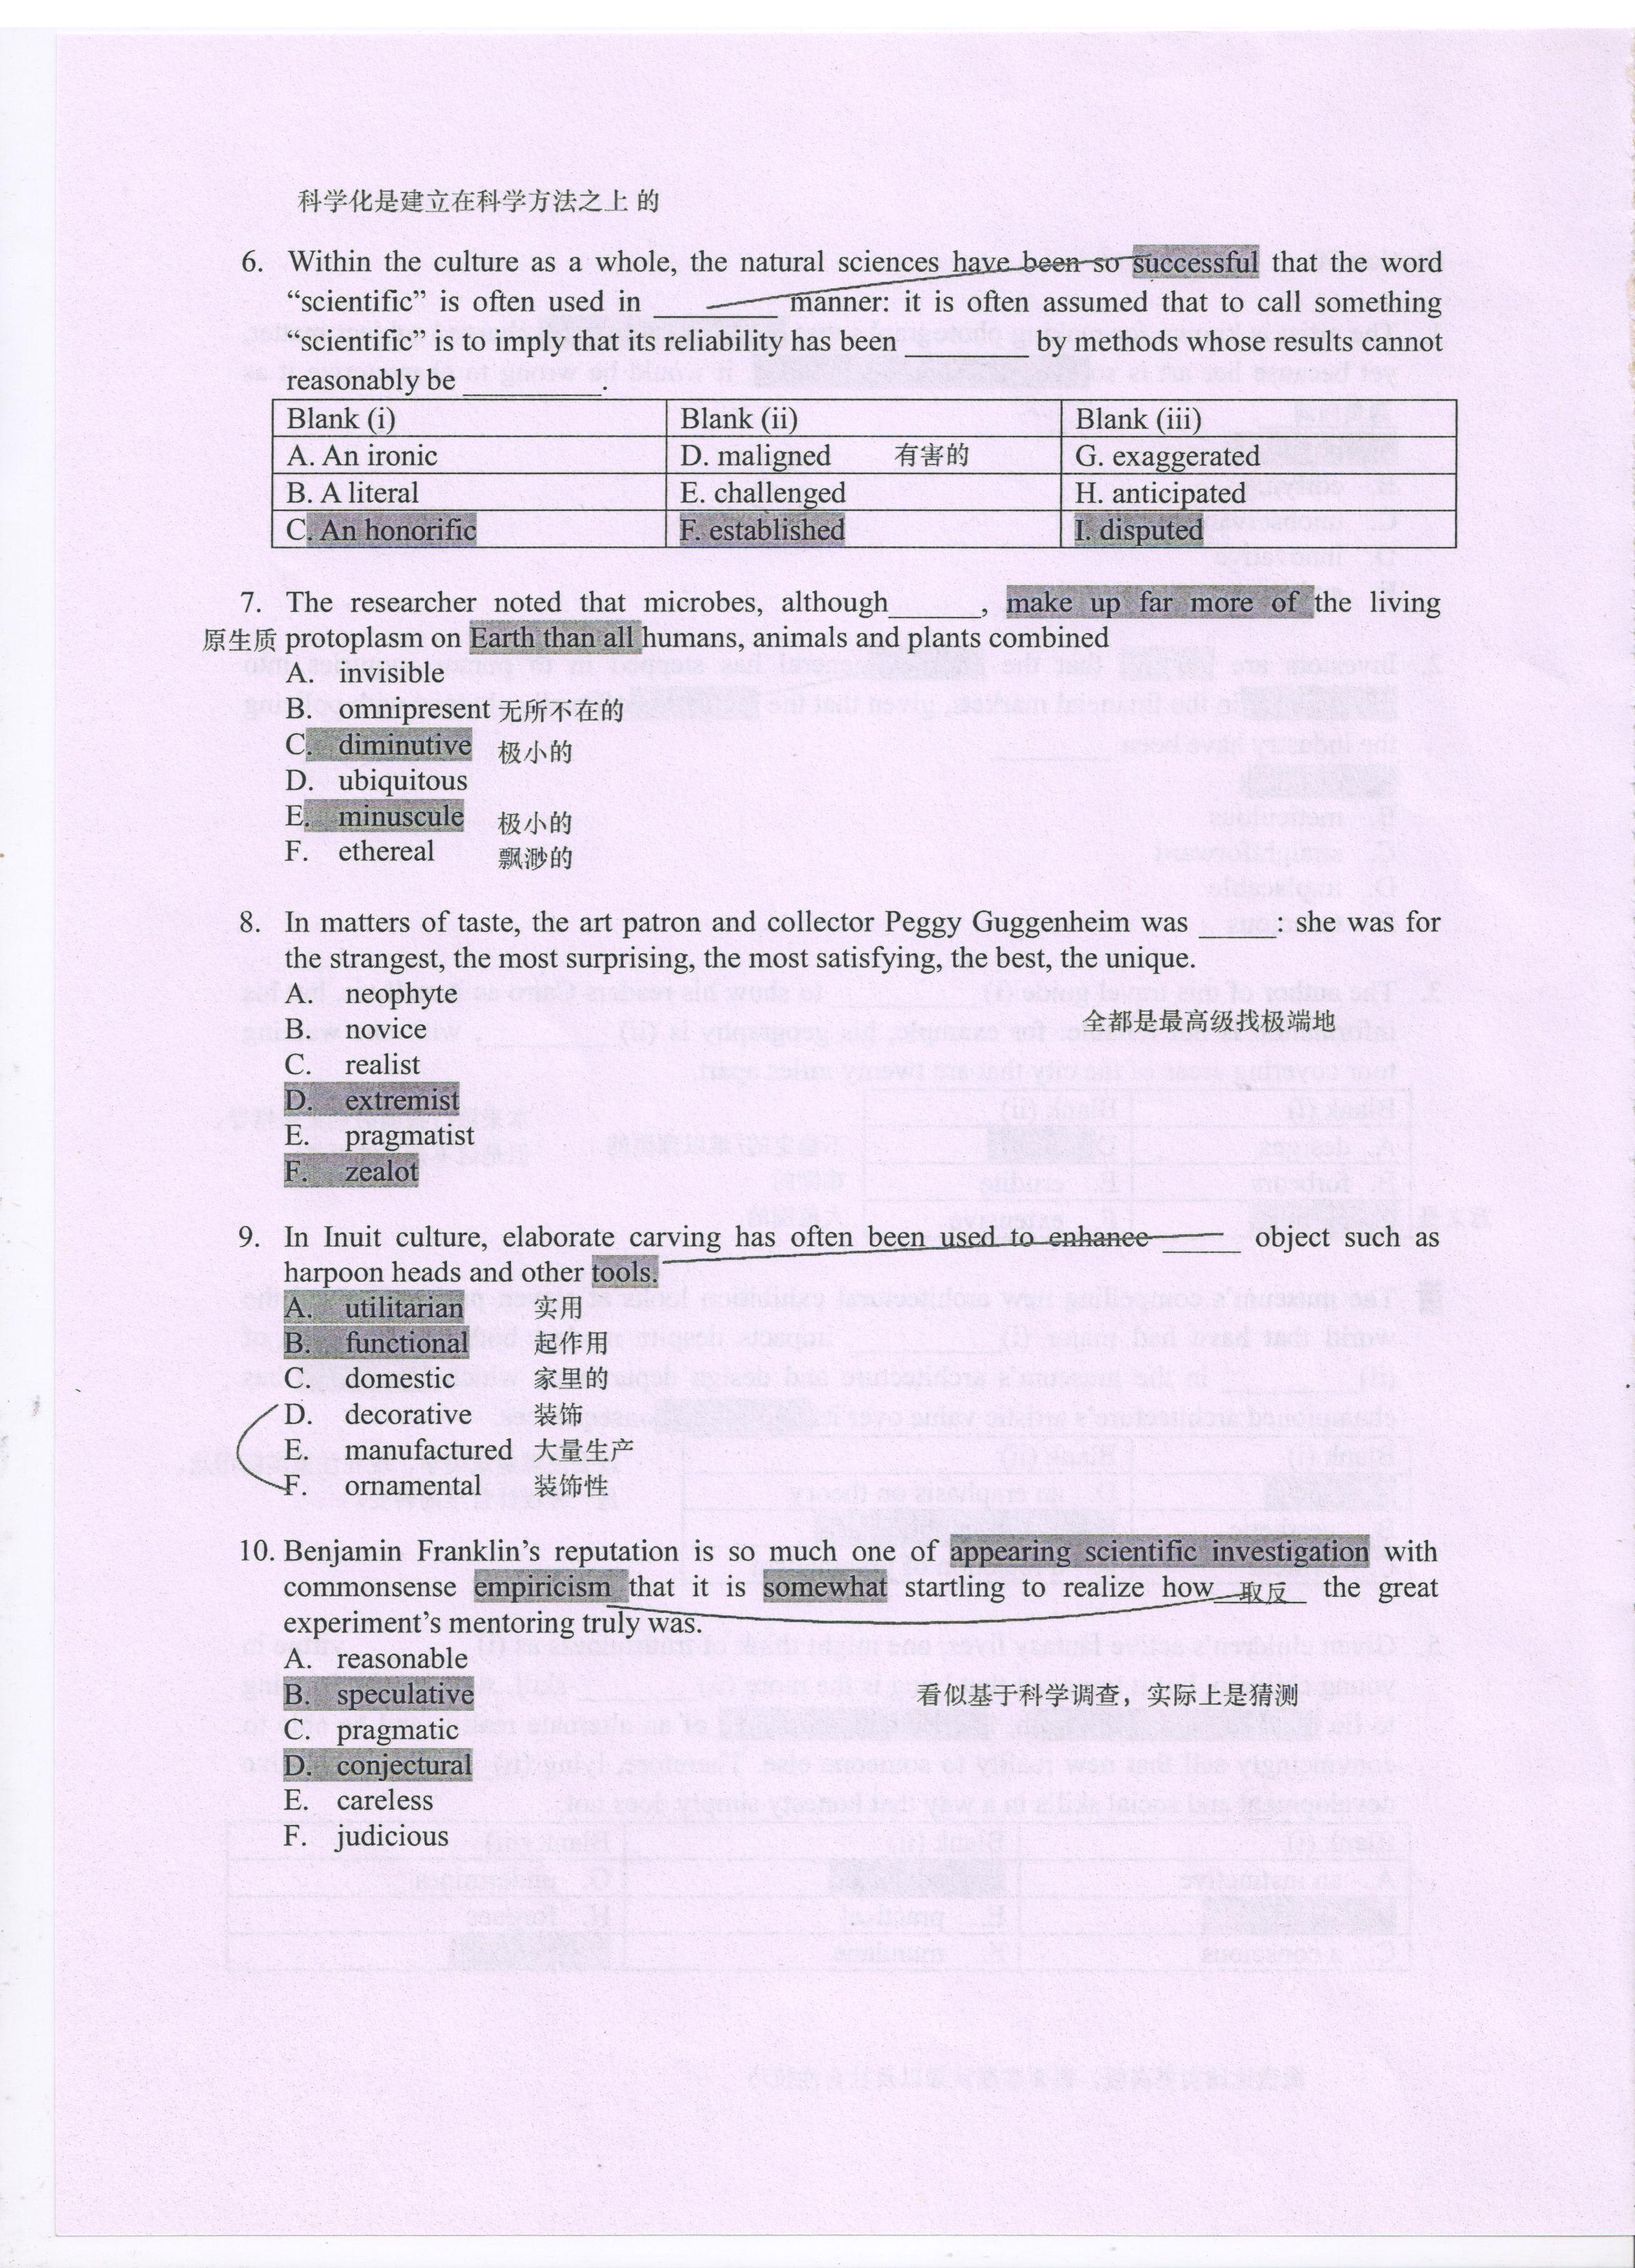 科学化是建立在科学方法之上 的
6. Within the culture as a whole, the natural sciences have been so successful that the word
“scientific” is often used in __________ manner: it is often assumed that to call something
“scientific” is to imply that its reliability has been __________ by methods whose results cannot
reasonably be ___________.
Blank (i) Blank (ii) Blank (iii)
A. An ironic D. maligned 有害的 G. exaggerated
B. A literal E. challenged H. anticipated
C. An honorific F. established I. disputed
7. The researcher noted that microbes, although_______, make up far more of the living
原生质 protoplasm on Earth than all humans, animals and plants combined
A. invisible
B. omnipresent 无所不在的
C. diminutive 极小的
D. ubiquitous
E. minuscule 极小的
F. ethereal 飘渺的
8. In matters of taste, the art patron and collector Peggy Guggenheim was ______: she was for
the strangest, the most surprising, the most satisfying, the best, the unique.
A. neophyte
B. novice 全都是最高级找极端地
C. realist
D. extremist
E. pragmatist
F. zealot
9. In Inuit culture, elaborate carving has often been used to enhance ______ object such as
harpoon heads and other tools.
A. utilitarian 实用
B. functional 起作用
C. domestic 家里的
D. decorative 装饰
E. manufactured 大量生产
F. ornamental 装饰性
10. Benjamin Franklin’s reputation is so much one of appearing scientific investigation with
commonsense empiricism that it is somewhat startling to realize how 取反 the great
experiment’s mentoring truly was.
A. reasonable
B. speculative 看似基于科学调查，实际上是猜测
C. pragmatic
D. conjectural
E. careless
F. judicious